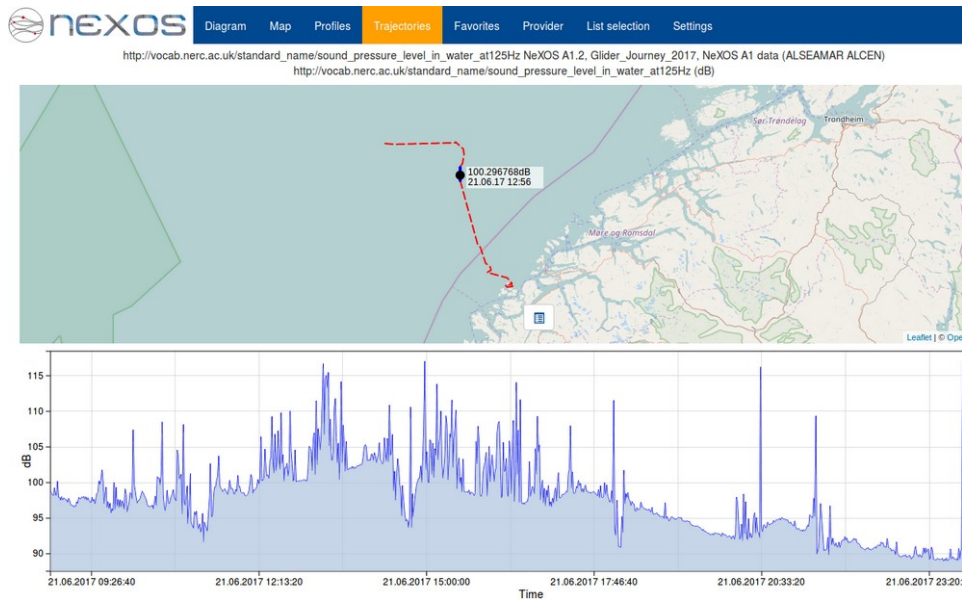 nexos Diagram Map Profiles Trajectories Favorites Provider List selection Settings
http://vocab.nerc.ac.uk/standard_name/sound_pressure_level_in_water_at125Hz NeXOS A1.2, Glider_Journey_2017, NeXOS A1 data (ALSEAMAR ALCEN)
http://vocab.nerc.ac.uk/standard_name/sound_pressure_level_in_water_at125Hz (dB)
Sør-Trøndelag
Trondheim
100.296768dB
21.06.17 12:56
Møre og Romsdal
Leaflet | © Ope
115
110
105
100
95
90
dB
21.06.2017 09:26:40 21.06.2017 12:13:20 21.06.2017 15:00:00 21.06.2017 17:46:40 21.06.2017 20:33:20 21.06.2017 23:20:
Time